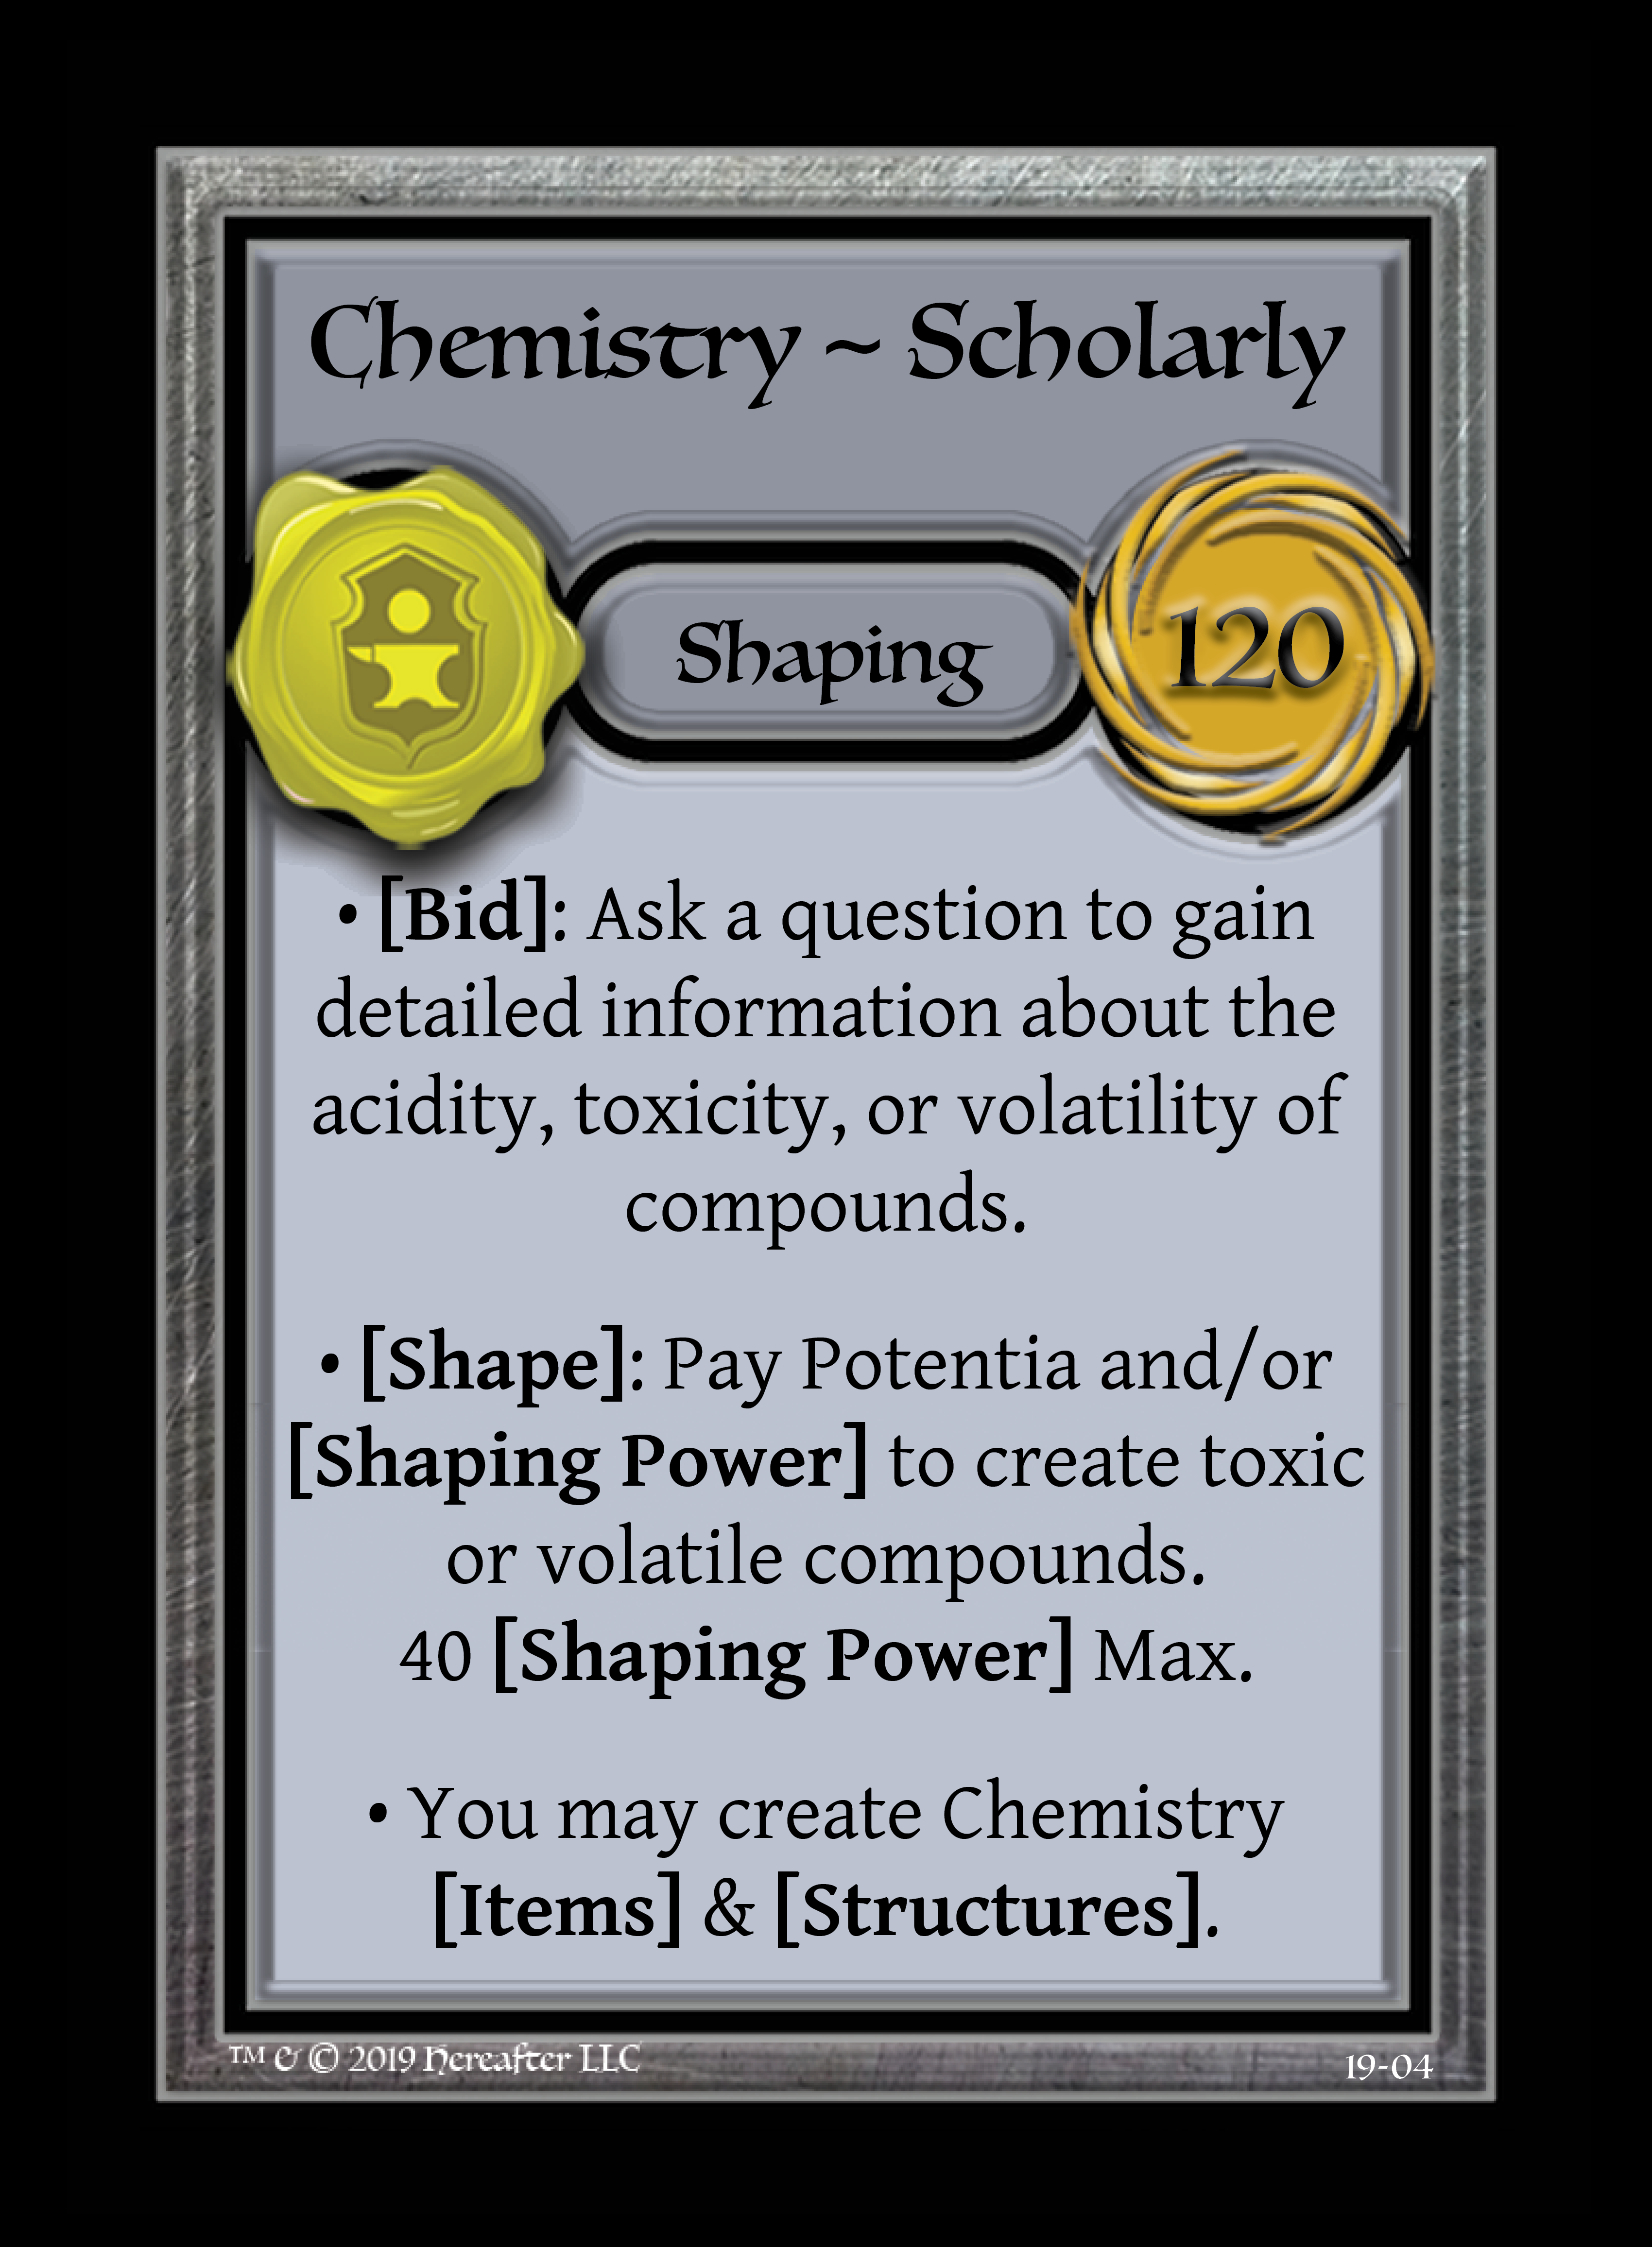 Chemistry ~ Scholarly
Shaping
120
• [Bid]: Ask a question to gain
detailed information about the
acidity, toxicity, or volatility of
compounds.
• [Shape]: Pay Potentia and/or
[Shaping Power] to create toxic
or volatile compounds.
40 [Shaping Power] Max.
• You may create Chemistry
[Items] & [Structures].
™ & © 2019 Hereafter LLC
19-04